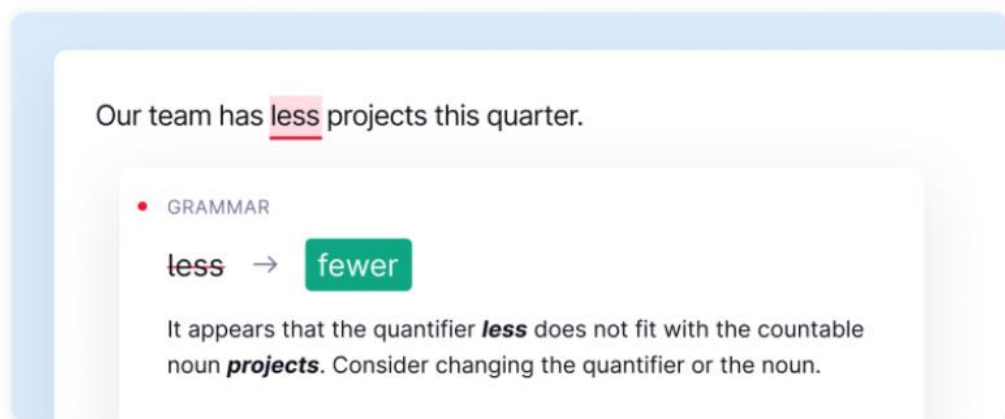 Our team has less projects this quarter.
GRAMMAR
less → fewer
It appears that the quantifier less does not fit with the countable
noun projects. Consider changing the quantifier or the noun.